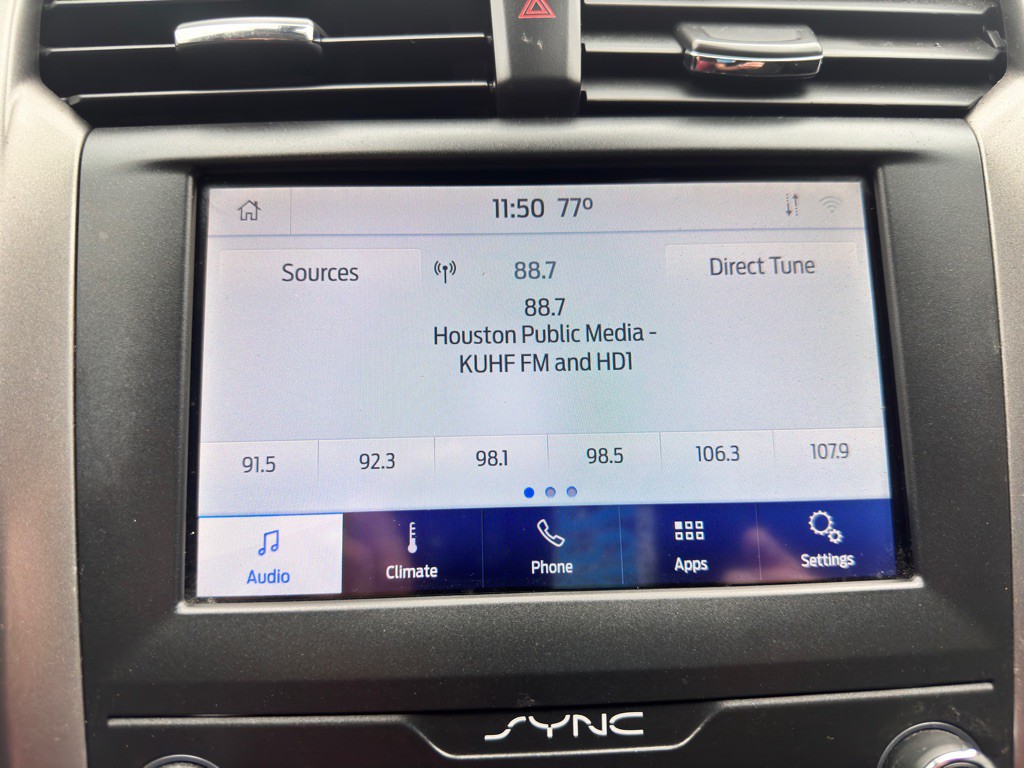 11:50 77º
Sources
88.7
Direct Tune
88.7
Houston Public Media -
KUHF FM and HD1
91.5 92.3 98.1 98.5 106.3 107.9
Audio Climate Phone Apps Settings
SYNC